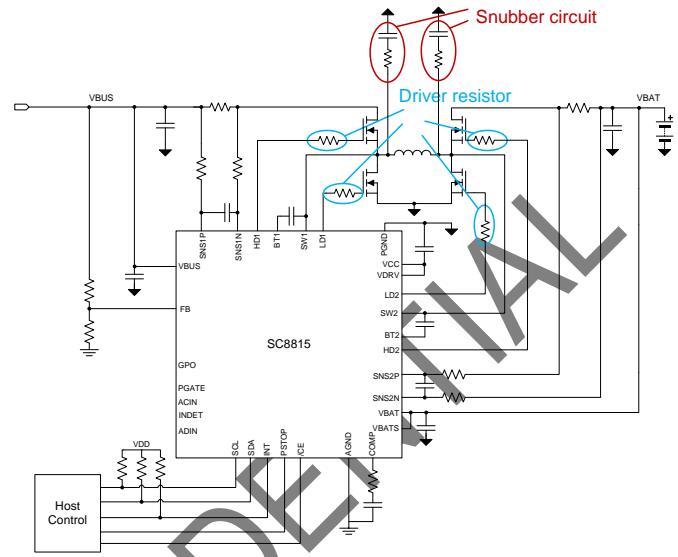 Snubber circuit
VBUS
VBAT
Driver resistor
+
SNS1P
SNS1N
HD1
BT1
SW1
LD1
PGND
VBUS
VCC
VDRV
LD2
FB
SW2
SC8815
BT2
HD2
GPO
SNS2P
PGATE
ACIN
SNS2N
INDET
VBAT
ADIN
VBATS
VDD
SCL
SDA
INT
PSTOP
/CE
AGND
COMP
Host
Control
DENTIAL